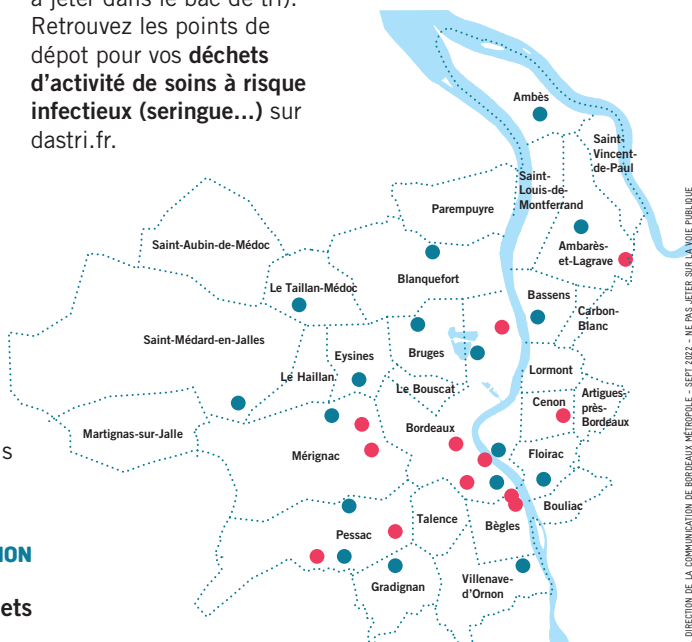 à jeter dans le bac de tri).
Retrouvez les points de
dépot pour vos déchets
d'activité de soins à risque
infectieux (seringue...) sur
dastri.fr.
Ambès
Saint-
Vincent-
de-Paul
Saint-
Louis-de-
Montferrand
Parempuyre
Saint-Aubin-de-Médoc
Ambarès-
et-Lagrave
Blanquefort
Le Taillan-Médoc
Bassens
Carbon-
Blanc
Saint-Médard-en-Jalles
Eysines
Bruges
Lormont
Le Haillan
Le Bouscat
Cenon
Artigues-
près-
Bordeaux
Martignas-sur-Jalle
Bordeaux
Mérignac
Floirac
s
Bouliac
Talence
Bègles
Pessac
ION
Gradignan
Villenave-
d'Ornon
ets
DIRECTION DE LA COMMUNICATION DE BORDEAUX MÉTROPOLE - SEPT 2022 - NE PAS JETER SUR LA VOIE PUBLIQUE